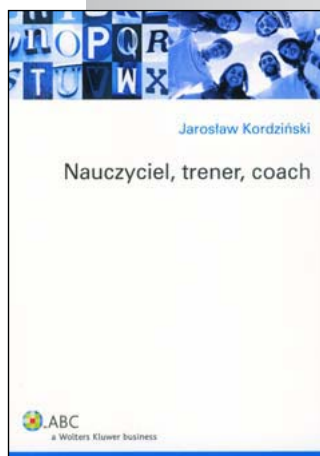 NOPQR
STUVWX
Jarosław Kordziński
Nauczyciel, trener, coach
ABC
a Wolters Kluwer business